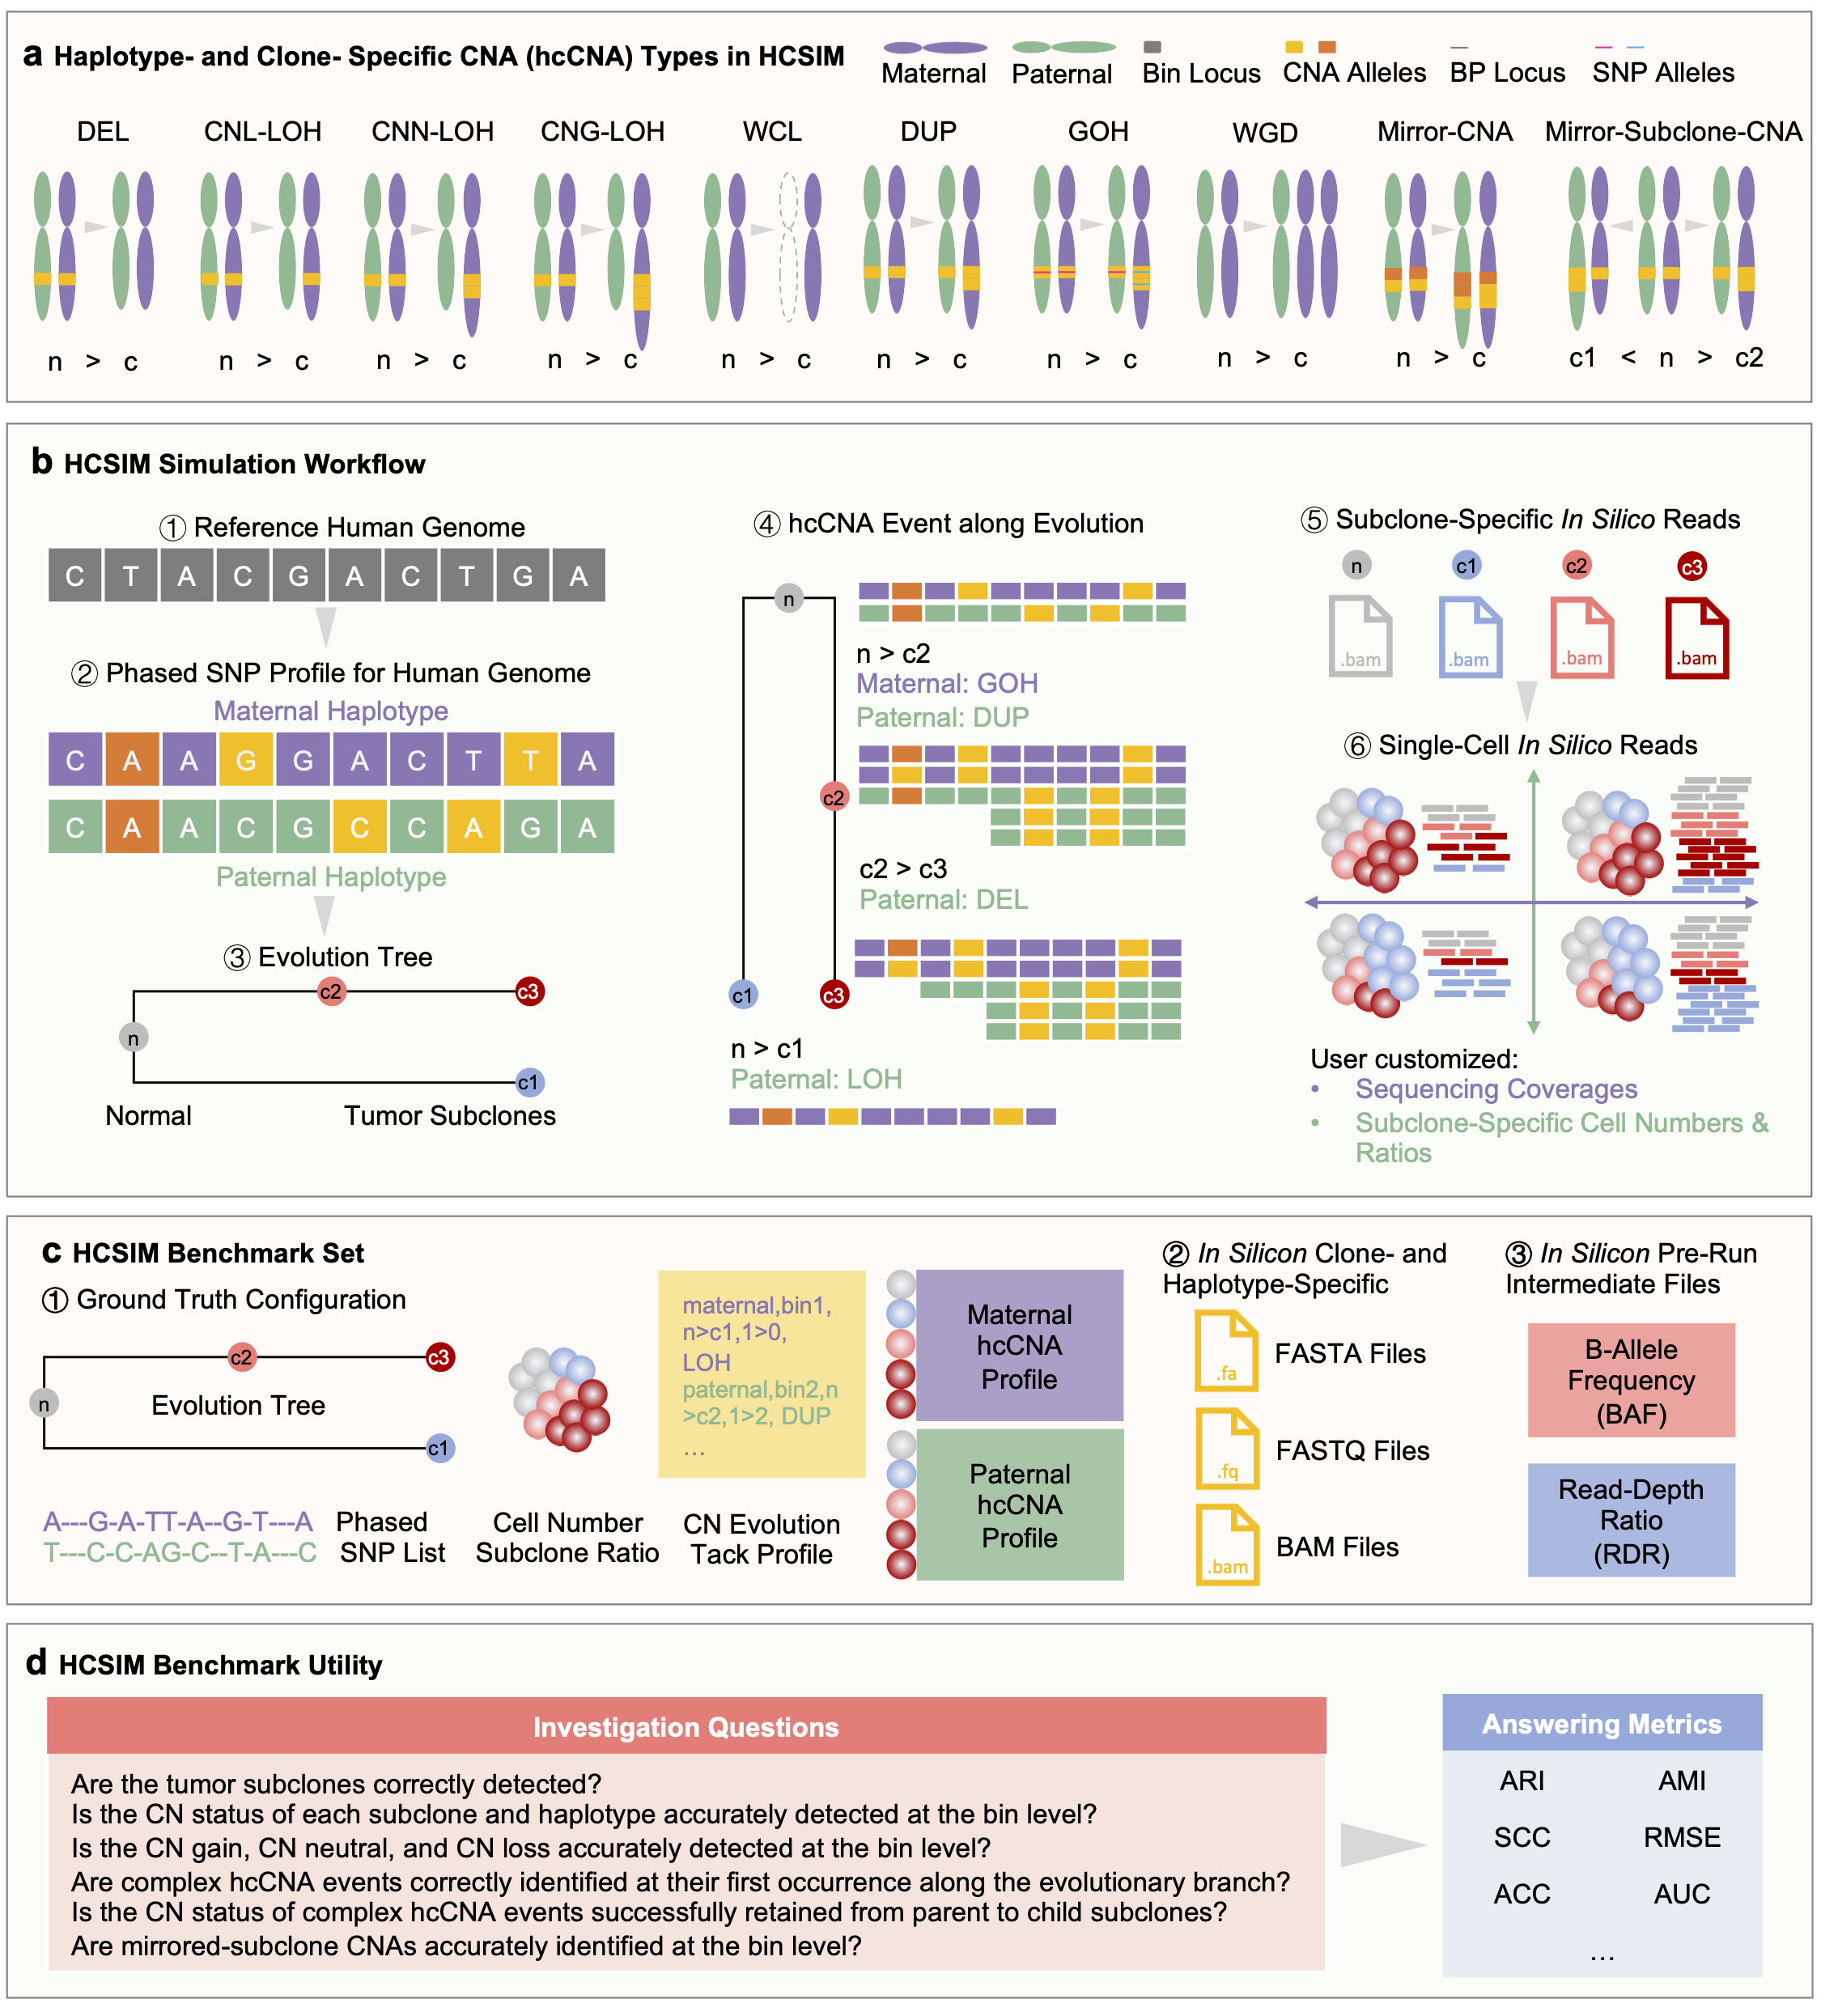 a Haplotype- and Clone- Specific CNA (hcCNA) Types in HCSIM
Maternal
Paternal
Bin Locus
CNA Alleles
BP Locus
SNP Alleles
DEL
CNL-LOH
CNN-LOH
CNG-LOH
WCL
DUP
GOH
WGD
Mirror-CNA
Mirror-Subclone-CNA
n > c
n > c
n > c
n > c
n > c
n > c
n > c
n > c
n > c
c1 < n > c2
b HCSIM Simulation Workflow
① Reference Human Genome
C T A C G A C T G A
② Phased SNP Profile for Human Genome
Maternal Haplotype
C A A G G A C T T A
C A A C G C C A G A
Paternal Haplotype
③ Evolution Tree
c2
c3
n
c1
Normal
Tumor Subclones
④ hcCNA Event along Evolution
n
n > c2
Maternal: GOH
Paternal: DUP
c2
c2 > c3
Paternal: DEL
c1
c3
n > c1
Paternal: LOH
⑤ Subclone-Specific In Silico Reads
n
c1
c2
c3
.bam
.bam
.bam
.bam
⑥ Single-Cell In Silico Reads
User customized:
• Sequencing Coverages
• Subclone-Specific Cell Numbers &
Ratios
c HCSIM Benchmark Set
① Ground Truth Configuration
c2
c3
n
Evolution Tree
c1
A---G-A-TT-A--G-T---A
T---C-C-AG-C--T-A---C
Phased
SNP List
Cell Number
Subclone Ratio
maternal,bin1,
n>c1,1>0,
LOH
paternal,bin2,n
>c2,1>2, DUP
...
CN Evolution
Tack Profile
Maternal
hcCNA
Profile
Paternal
hcCNA
Profile
② In Silicon Clone- and
Haplotype-Specific
.fa
FASTA Files
.fq
FASTQ Files
.bam
BAM Files
③ In Silicon Pre-Run
Intermediate Files
B-Allele
Frequency
(BAF)
Read-Depth
Ratio
(RDR)
d HCSIM Benchmark Utility
Investigation Questions
Are the tumor subclones correctly detected?
Is the CN status of each subclone and haplotype accurately detected at the bin level?
Is the CN gain, CN neutral, and CN loss accurately detected at the bin level?
Are complex hcCNA events correctly identified at their first occurrence along the evolutionary branch?
Is the CN status of complex hcCNA events successfully retained from parent to child subclones?
Are mirrored-subclone CNAs accurately identified at the bin level?
Answering Metrics
ARI AMI
SCC RMSE
ACC AUC
...